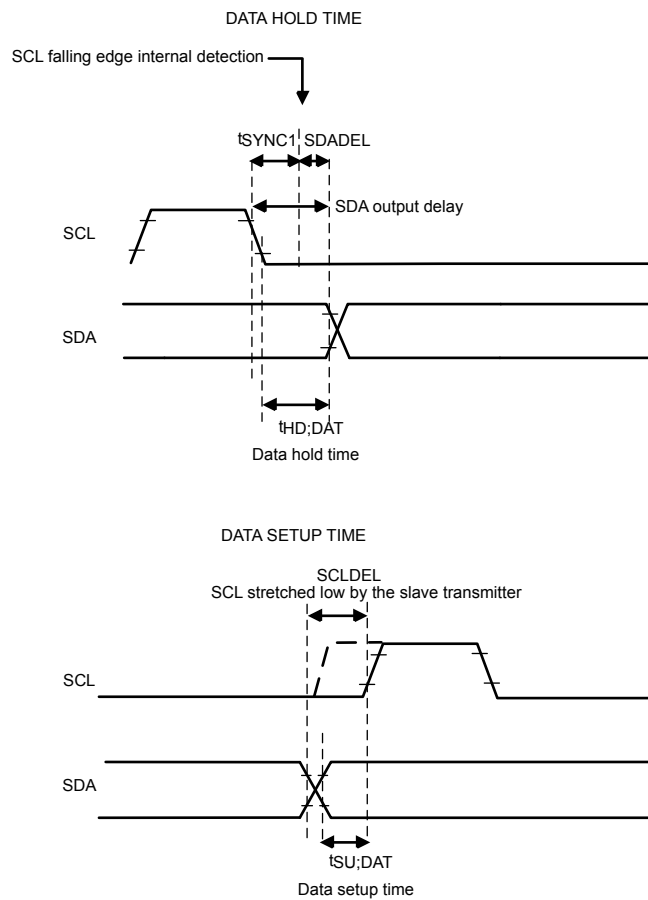 DATA HOLD TIME
SCL falling edge internal detection
tSYNC1 SDADEL
SDA output delay
SCL
SDA
tHD;DAT
Data hold time
DATA SETUP TIME
SCLDEL
SCL stretched low by the slave transmitter
SCL
SDA
tSU;DAT
Data setup time